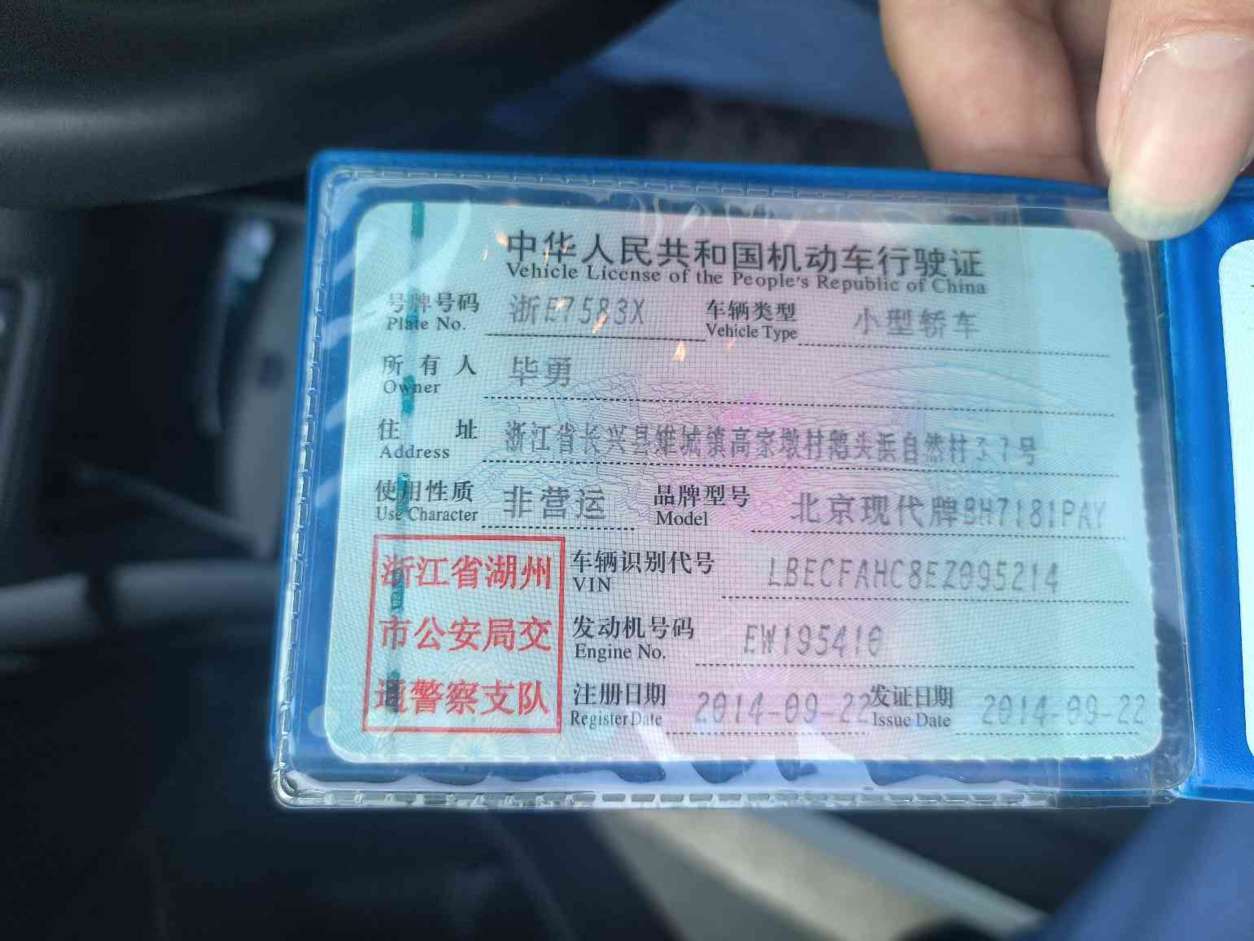 中华人民共和国机动车行驶证
Vehicle License of the People's Republic of China
号牌号码 浙E7583X 车辆类型 小型轿车
Plate No. Vehicle Type
所有人 毕勇
Owner
住址 浙江省长兴县雉城镇高家墩村鹅头浜自然村37号
Address
使用性质 非营运 品牌型号 北京现代牌BH7181PAY
Use Character Model
浙江省湖州 车辆识别代号 LBECFAHC8EZ095214
VIN
市公安局交 发动机号码 EW195410
Engine No.
通警察支队 注册日期 2014-09-22 发证日期 2014-09-22
Register Date Issue Date